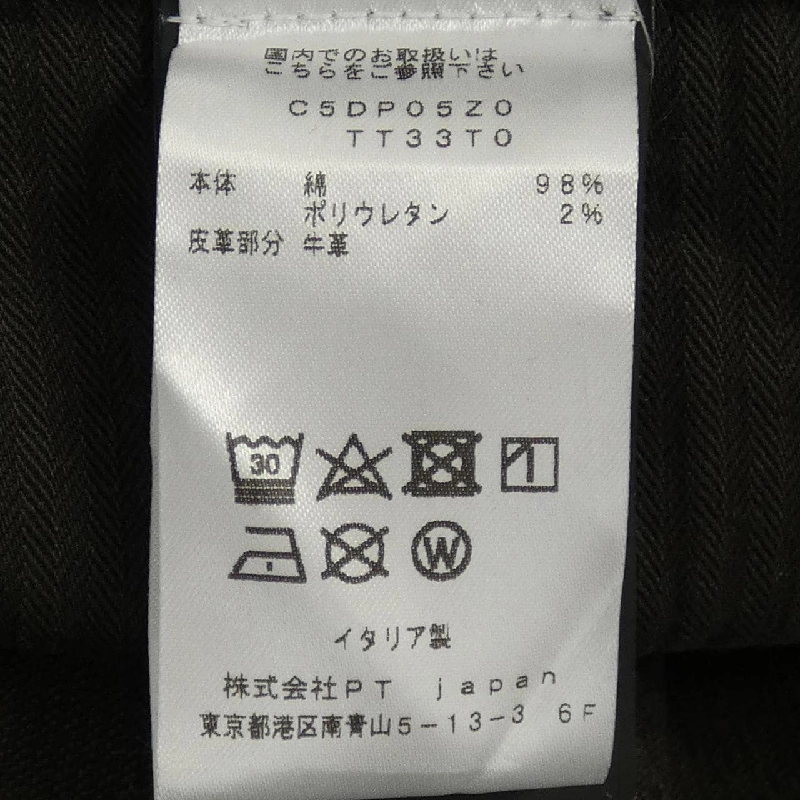 国内でのお取扱いは
こちらをご参照下さい
C5DP05Z0
TT33T0
本体 綿 98%
ポリウレタン 2%
皮革部分 牛革
30
W
イタリア製
株式会社PT japan
東京都港区南青山5-13-3 6F